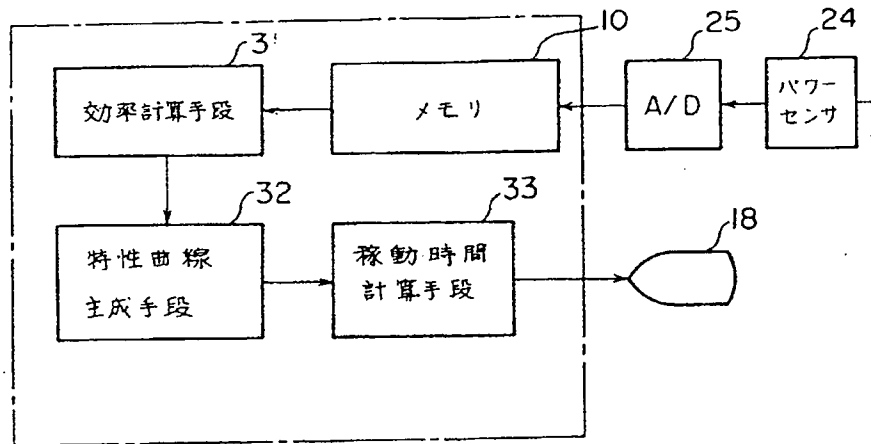 3'
10
25
24
効率計算手段
メモリ
A/D
パワー
センサ
32
33
18
特性曲線
主成手段
稼動時間
計算手段